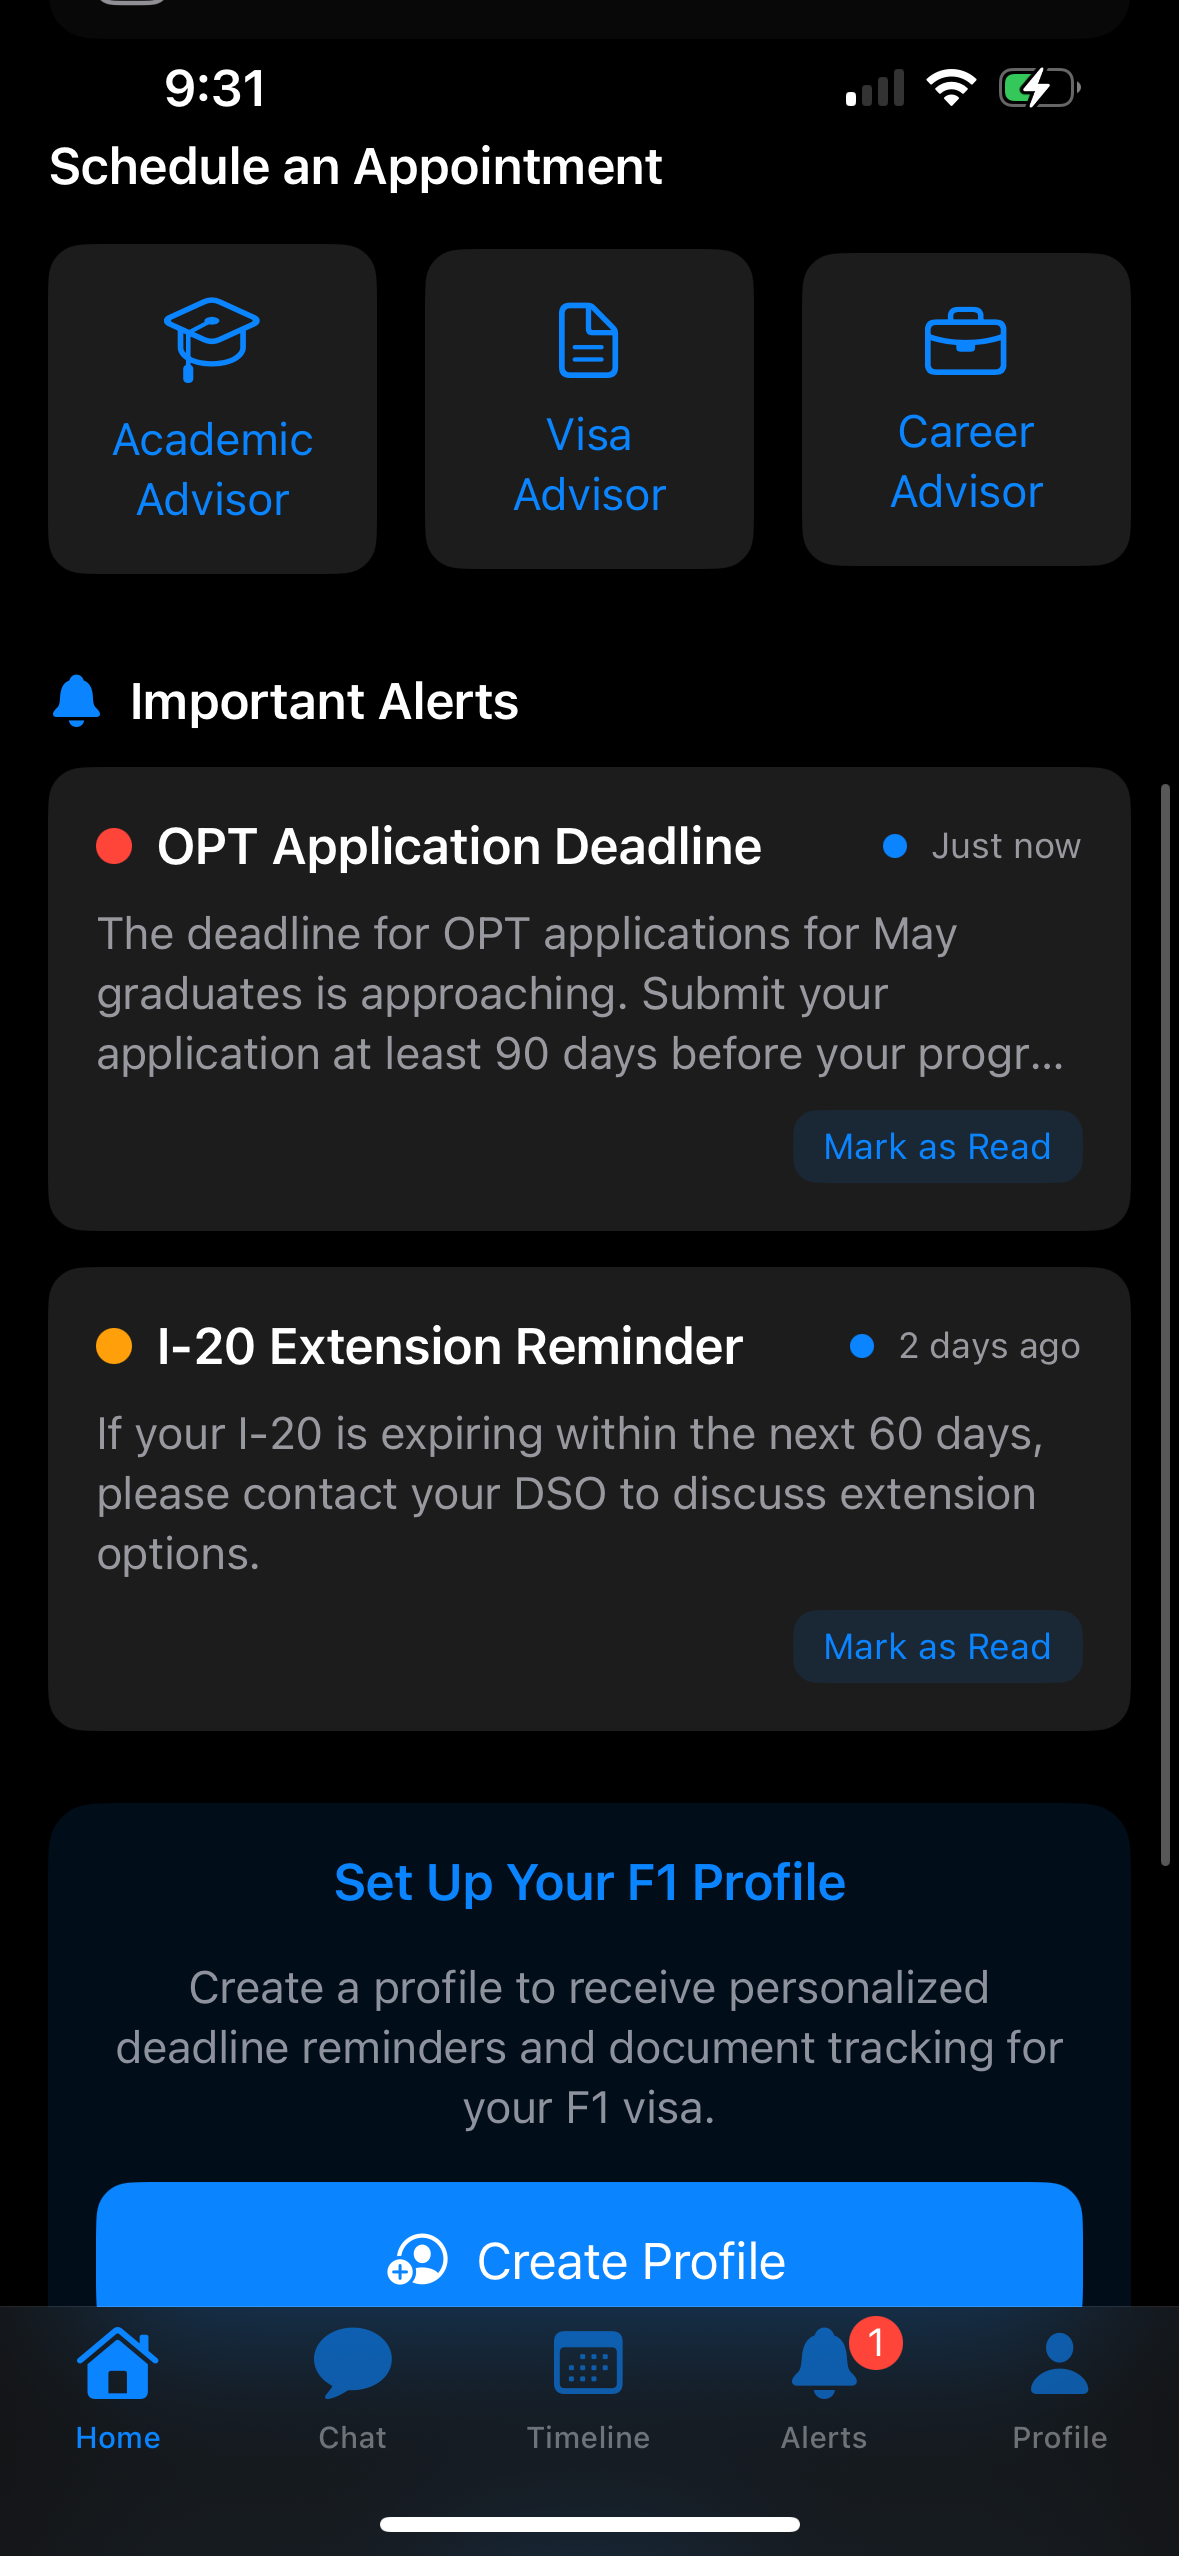 9:31
Schedule an Appointment
Academic
Advisor
Visa
Advisor
Career
Advisor
Important Alerts
OPT Application Deadline
Just now
The deadline for OPT applications for May
graduates is approaching. Submit your
application at least 90 days before your progr...
Mark as Read
I-20 Extension Reminder
2 days ago
If your I-20 is expiring within the next 60 days,
please contact your DSO to discuss extension
options.
Mark as Read
Set Up Your F1 Profile
Create a profile to receive personalized
deadline reminders and document tracking for
your F1 visa.
Create Profile
1
Home
Chat
Timeline
Alerts
Profile